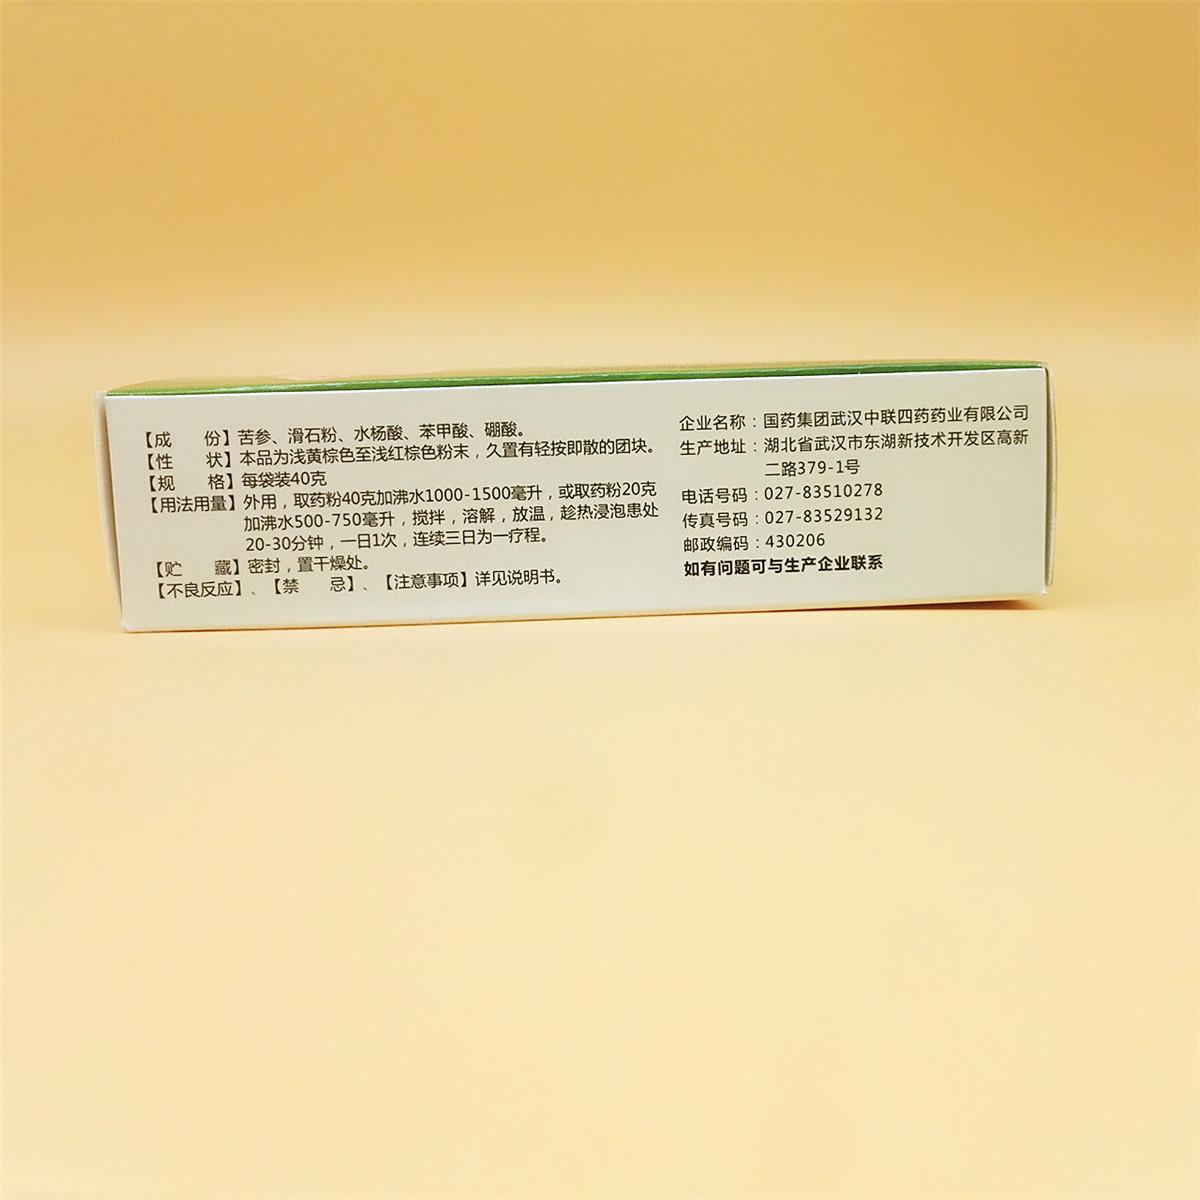 【成　　份】苦参、滑石粉、水杨酸、苯甲酸、硼酸。
【性　　状】本品为浅黄棕色至浅红棕色粉末，久置有轻按即散的团块。
【规　　格】每袋装40克
【用法用量】外用，取药粉40克加沸水1000-1500毫升，或取药粉20克
加沸水500-750毫升，搅拌，溶解，放温，趁热浸泡患处
20-30分钟，一日1次，连续三日为一疗程。
【贮　　藏】密封，置干燥处。
【不良反应】、【禁　　忌】、【注意事项】详见说明书。
企业名称：国药集团武汉中联四药药业有限公司
生产地址：湖北省武汉市东湖新技术开发区高新
二路379-1号
电话号码：027-83510278
传真号码：027-83529132
邮政编码：430206
如有问题可与生产企业联系